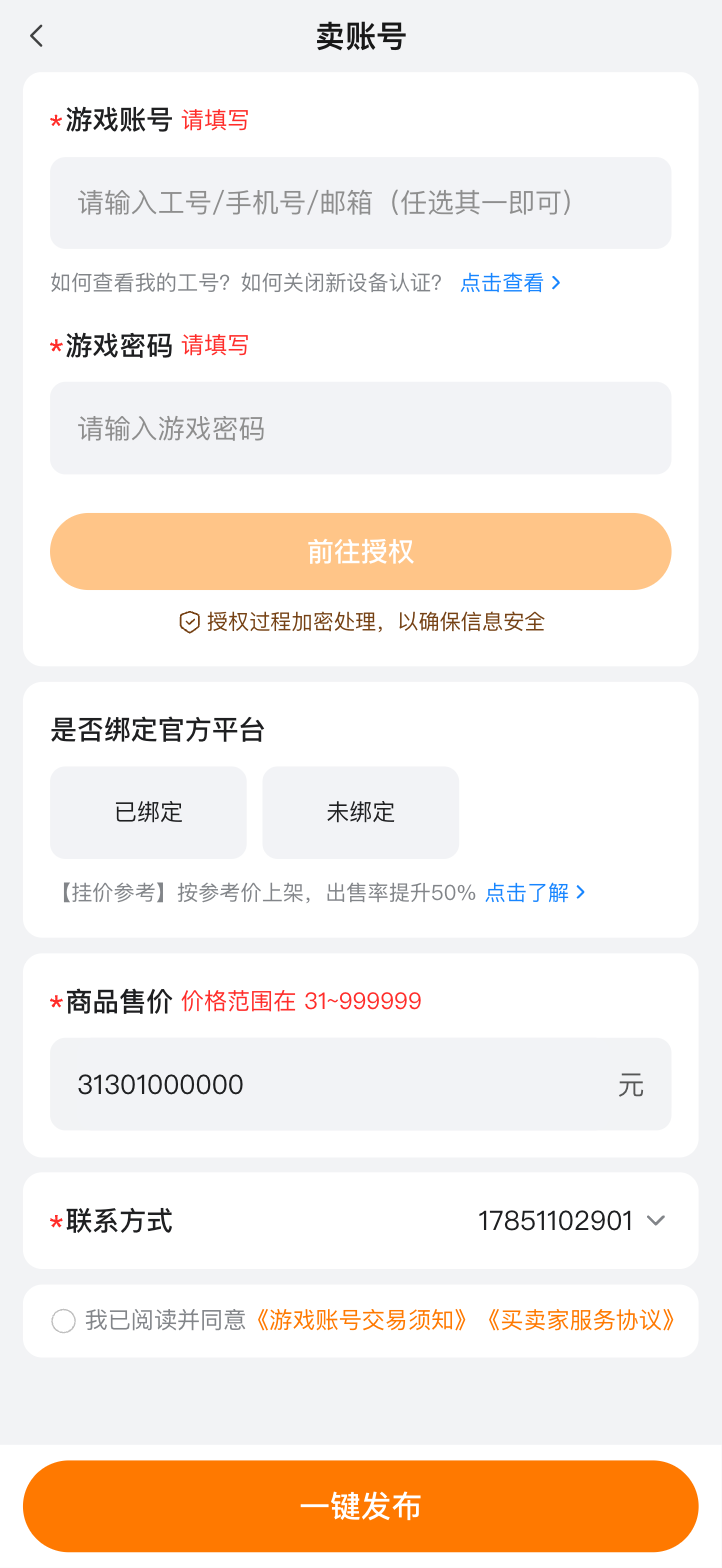 卖账号
*游戏账号 请填写
请输入工号/手机号/邮箱（任选其一即可）
如何查看我的工号？如何关闭新设备认证？ 点击查看
*游戏密码 请填写
请输入游戏密码
前往授权
授权过程加密处理，以确保信息安全
是否绑定官方平台
已绑定 未绑定
【挂价参考】按参考价上架，出售率提升50% 点击了解
*商品售价 价格范围在 31~999999
31301000000 元
*联系方式 17851102901
我已阅读并同意《游戏账号交易须知》《买卖家服务协议》
一键发布